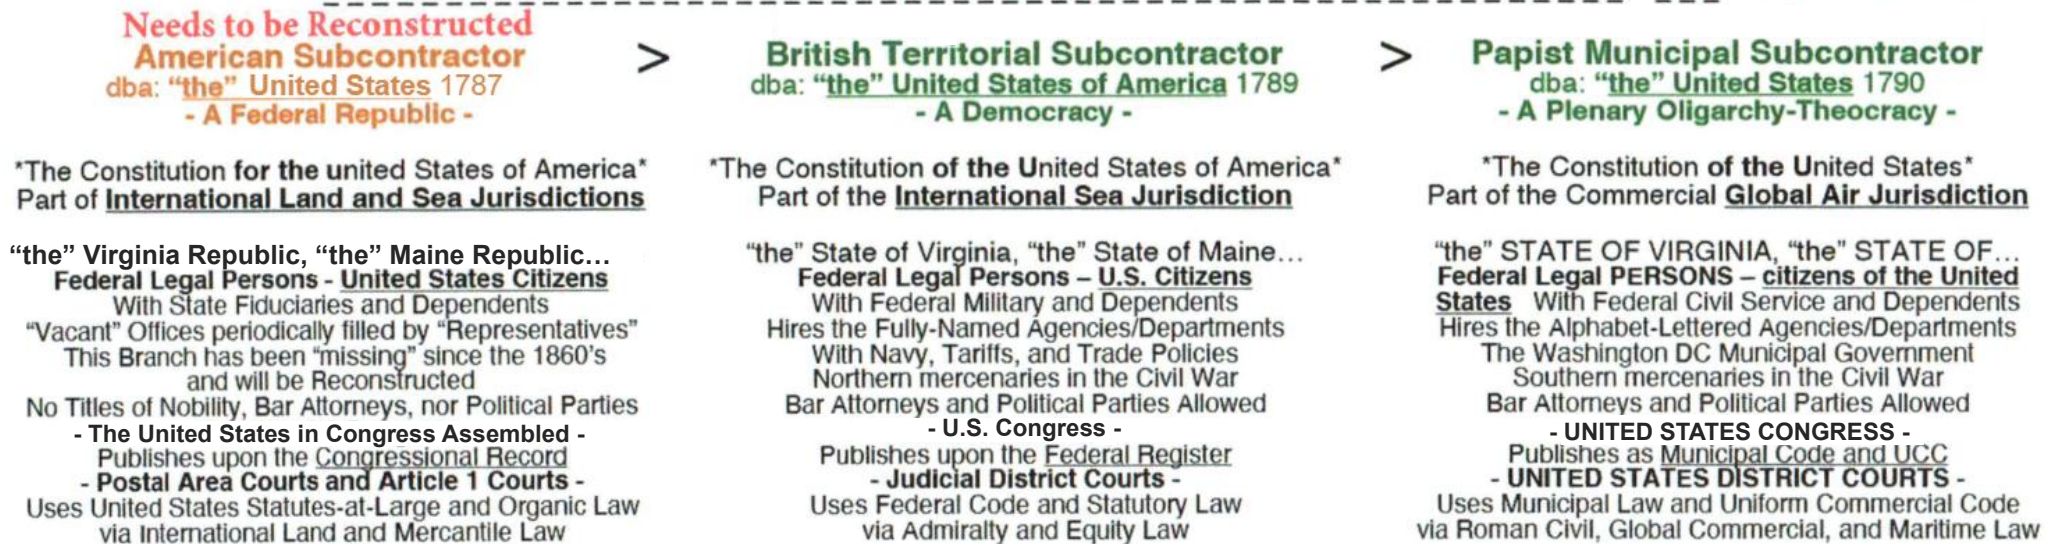 Needs to be Reconstructed
American Subcontractor
dba: “the” United States 1787
- A Federal Republic -
*The Constitution for the united States of America*
Part of International Land and Sea Jurisdictions
“the” Virginia Republic, “the” Maine Republic…
Federal Legal Persons - United States Citizens
With State Fiduciaries and Dependents
“Vacant” Offices periodically filled by “Representatives”
This Branch has been “missing” since the 1860’s
and will be Reconstructed
No Titles of Nobility, Bar Attorneys, nor Political Parties
- The United States in Congress Assembled -
Publishes upon the Congressional Record
- Postal Area Courts and Article 1 Courts -
Uses United States Statutes-at-Large and Organic Law
via International Land and Mercantile Law
>
British Territorial Subcontractor
dba: “the” United States of America 1789
- A Democracy -
*The Constitution of the United States of America*
Part of the International Sea Jurisdiction
“the” State of Virginia, “the” State of Maine…
Federal Legal Persons – U.S. Citizens
With Federal Military and Dependents
Hires the Fully-Named Agencies/Departments
With Navy, Tariffs, and Trade Policies
Northern mercenaries in the Civil War
Bar Attorneys and Political Parties Allowed
- U.S. Congress -
Publishes upon the Federal Register
- Judicial District Courts -
Uses Federal Code and Statutory Law
via Admiralty and Equity Law
>
Papist Municipal Subcontractor
dba: “the” United States 1790
- A Plenary Oligarchy-Theocracy -
*The Constitution of the United States*
Part of the Commercial Global Air Jurisdiction
“the” STATE OF VIRGINIA, “the” STATE OF…
Federal Legal PERSONS – citizens of the United
States With Federal Civil Service and Dependents
Hires the Alphabet-Lettered Agencies/Departments
The Washington DC Municipal Government
Southern mercenaries in the Civil War
Bar Attorneys and Political Parties Allowed
- UNITED STATES CONGRESS -
Publishes as Municipal Code and UCC
- UNITED STATES DISTRICT COURTS -
Uses Municipal Law and Uniform Commercial Code
via Roman Civil, Global Commercial, and Maritime Law